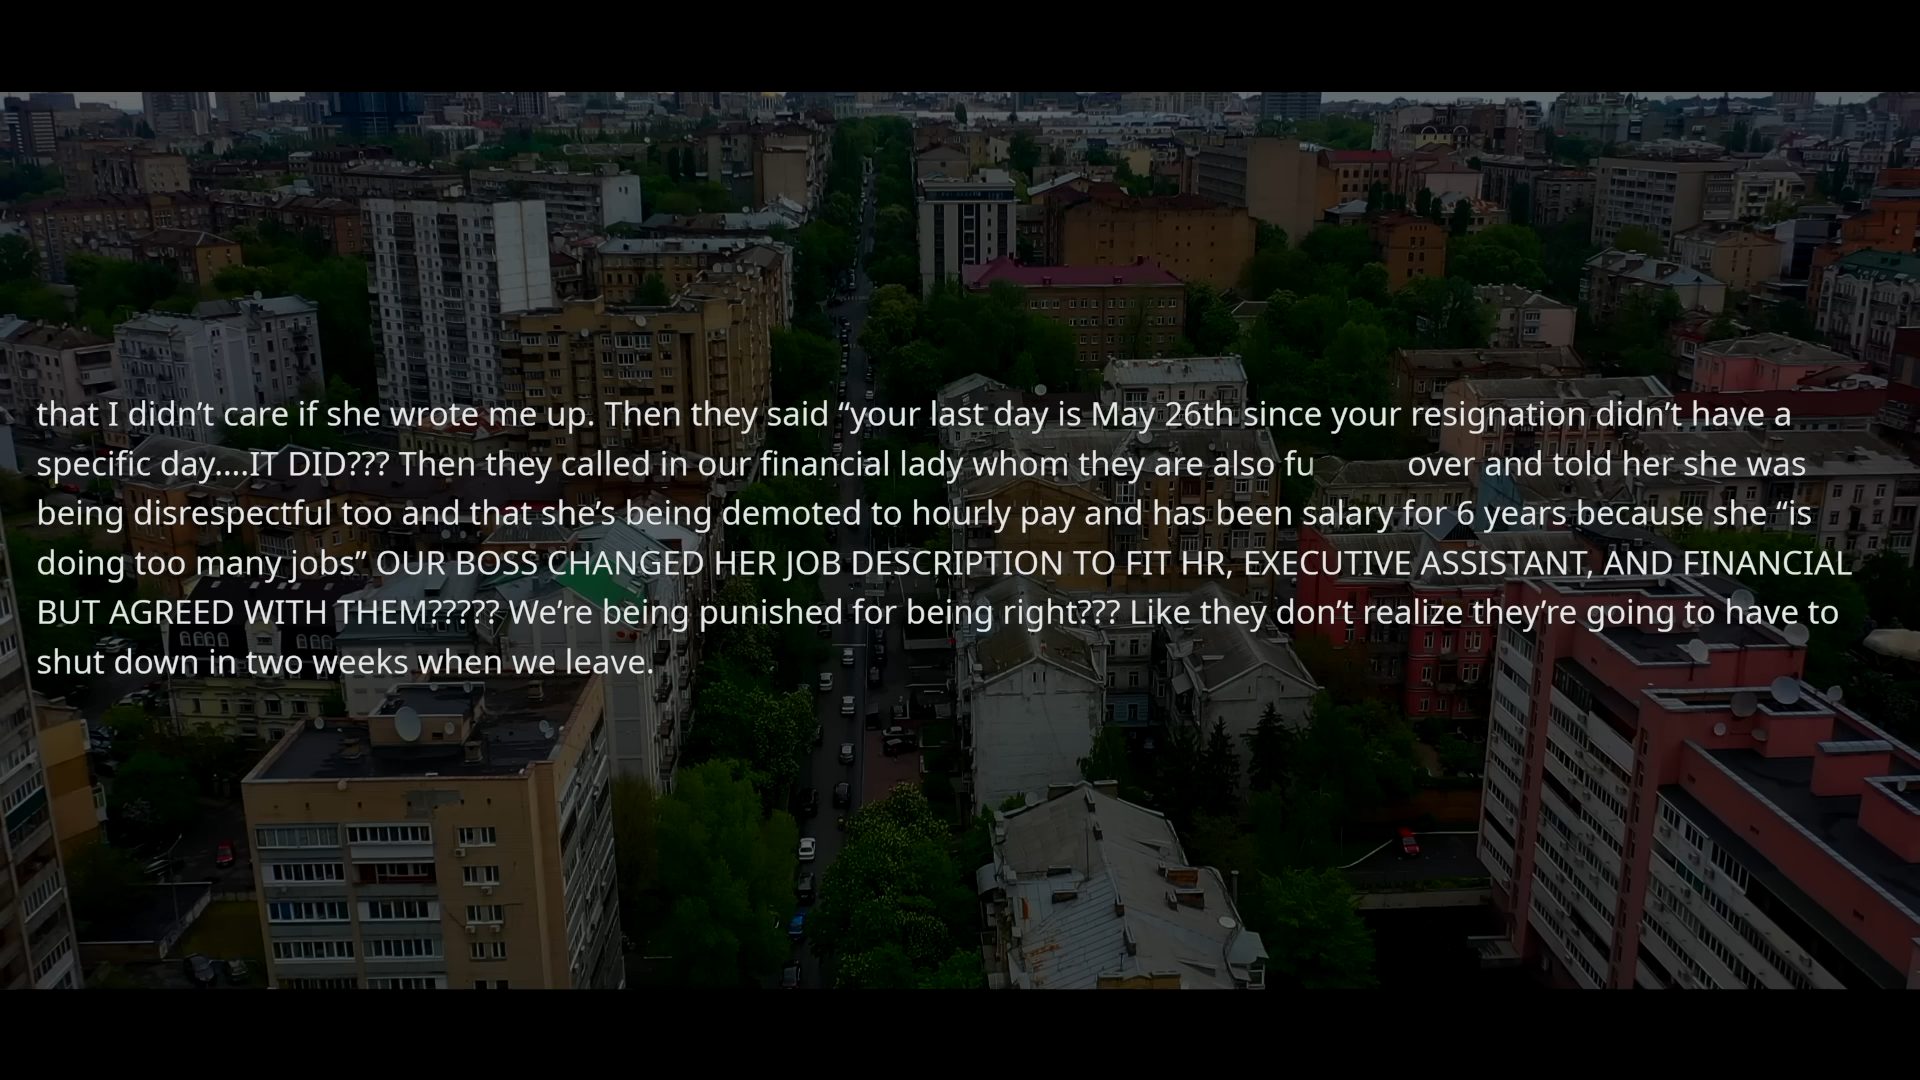 that I didn’t care if she wrote me up. Then they said “your last day is May 26th since your resignation didn’t have a
specific day....IT DID??? Then they called in our financial lady whom they are also fu over and told her she was
being disrespectful too and that she’s being demoted to hourly pay and has been salary for 6 years because she “is
doing too many jobs” OUR BOSS CHANGED HER JOB DESCRIPTION TO FIT HR, EXECUTIVE ASSISTANT, AND FINANCIAL
BUT AGREED WITH THEM????? We’re being punished for being right??? Like they don’t realize they’re going to have to
shut down in two weeks when we leave.